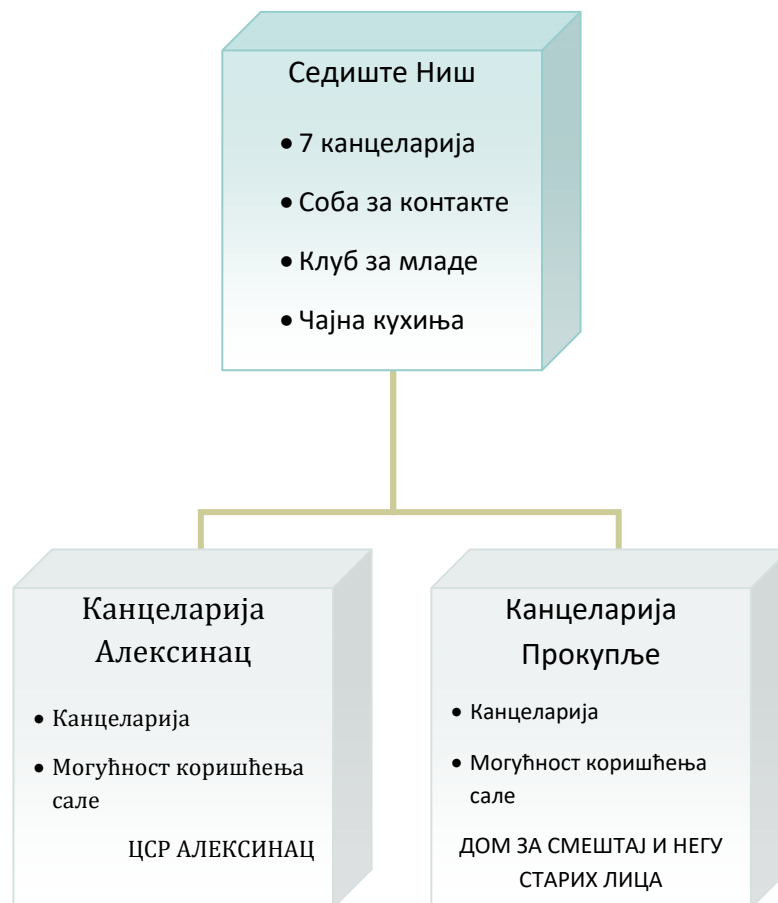 Седиште Ниш
• 7 канцеларија
• Соба за контакте
• Клуб за младе
• Чајна кухиња
Канцеларија
Алексинац
• Канцеларија
• Могућност коришћења
сале
ЦСР АЛЕКСИНАЦ
Канцеларија
Прокупље
• Канцеларија
• Могућност коришћења
сале
ДОМ ЗА СМЕШТАЈ И НЕГУ
СТАРИХ ЛИЦА